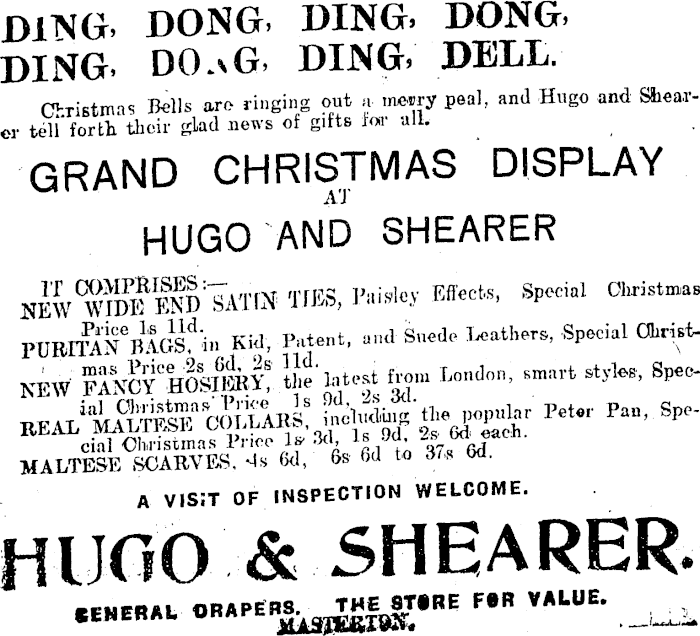 DING, DONG, DING, DONG,
DING, DONG, DING, DELL.
Christmas Bells are ringing out a merry peal, and Hugo and Shear-
er tell forth their glad news of gifts for all.
GRAND CHRISTMAS DISPLAY
AT
HUGO AND SHEARER
IT COMPRISES:—
NEW WIDE END SATIN TIES, Paisley Effects, Special Christmas
Price 1s 11d.
PURITAN BAGS, in Kid, Patent, and Suede Leathers, Special Christ-
mas Price 2s 6d, 2s 11d.
NEW FANCY HOSIERY, the latest from London, smart styles, Spec-
ial Christmas Price 1s 9d, 2s 3d.
REAL MALTESE COLLARS, including the popular Peter Pan, Spe-
cial Christmas Price 1s 3d, 1s 9d, 2s 6d each.
MALTESE SCARVES, 4s 6d, 6s 6d to 37s 6d.
A VISIT OF INSPECTION WELCOME.
HUGO & SHEARER.
GENERAL DRAPERS. THE STORE FOR VALUE.
MASTERTON.